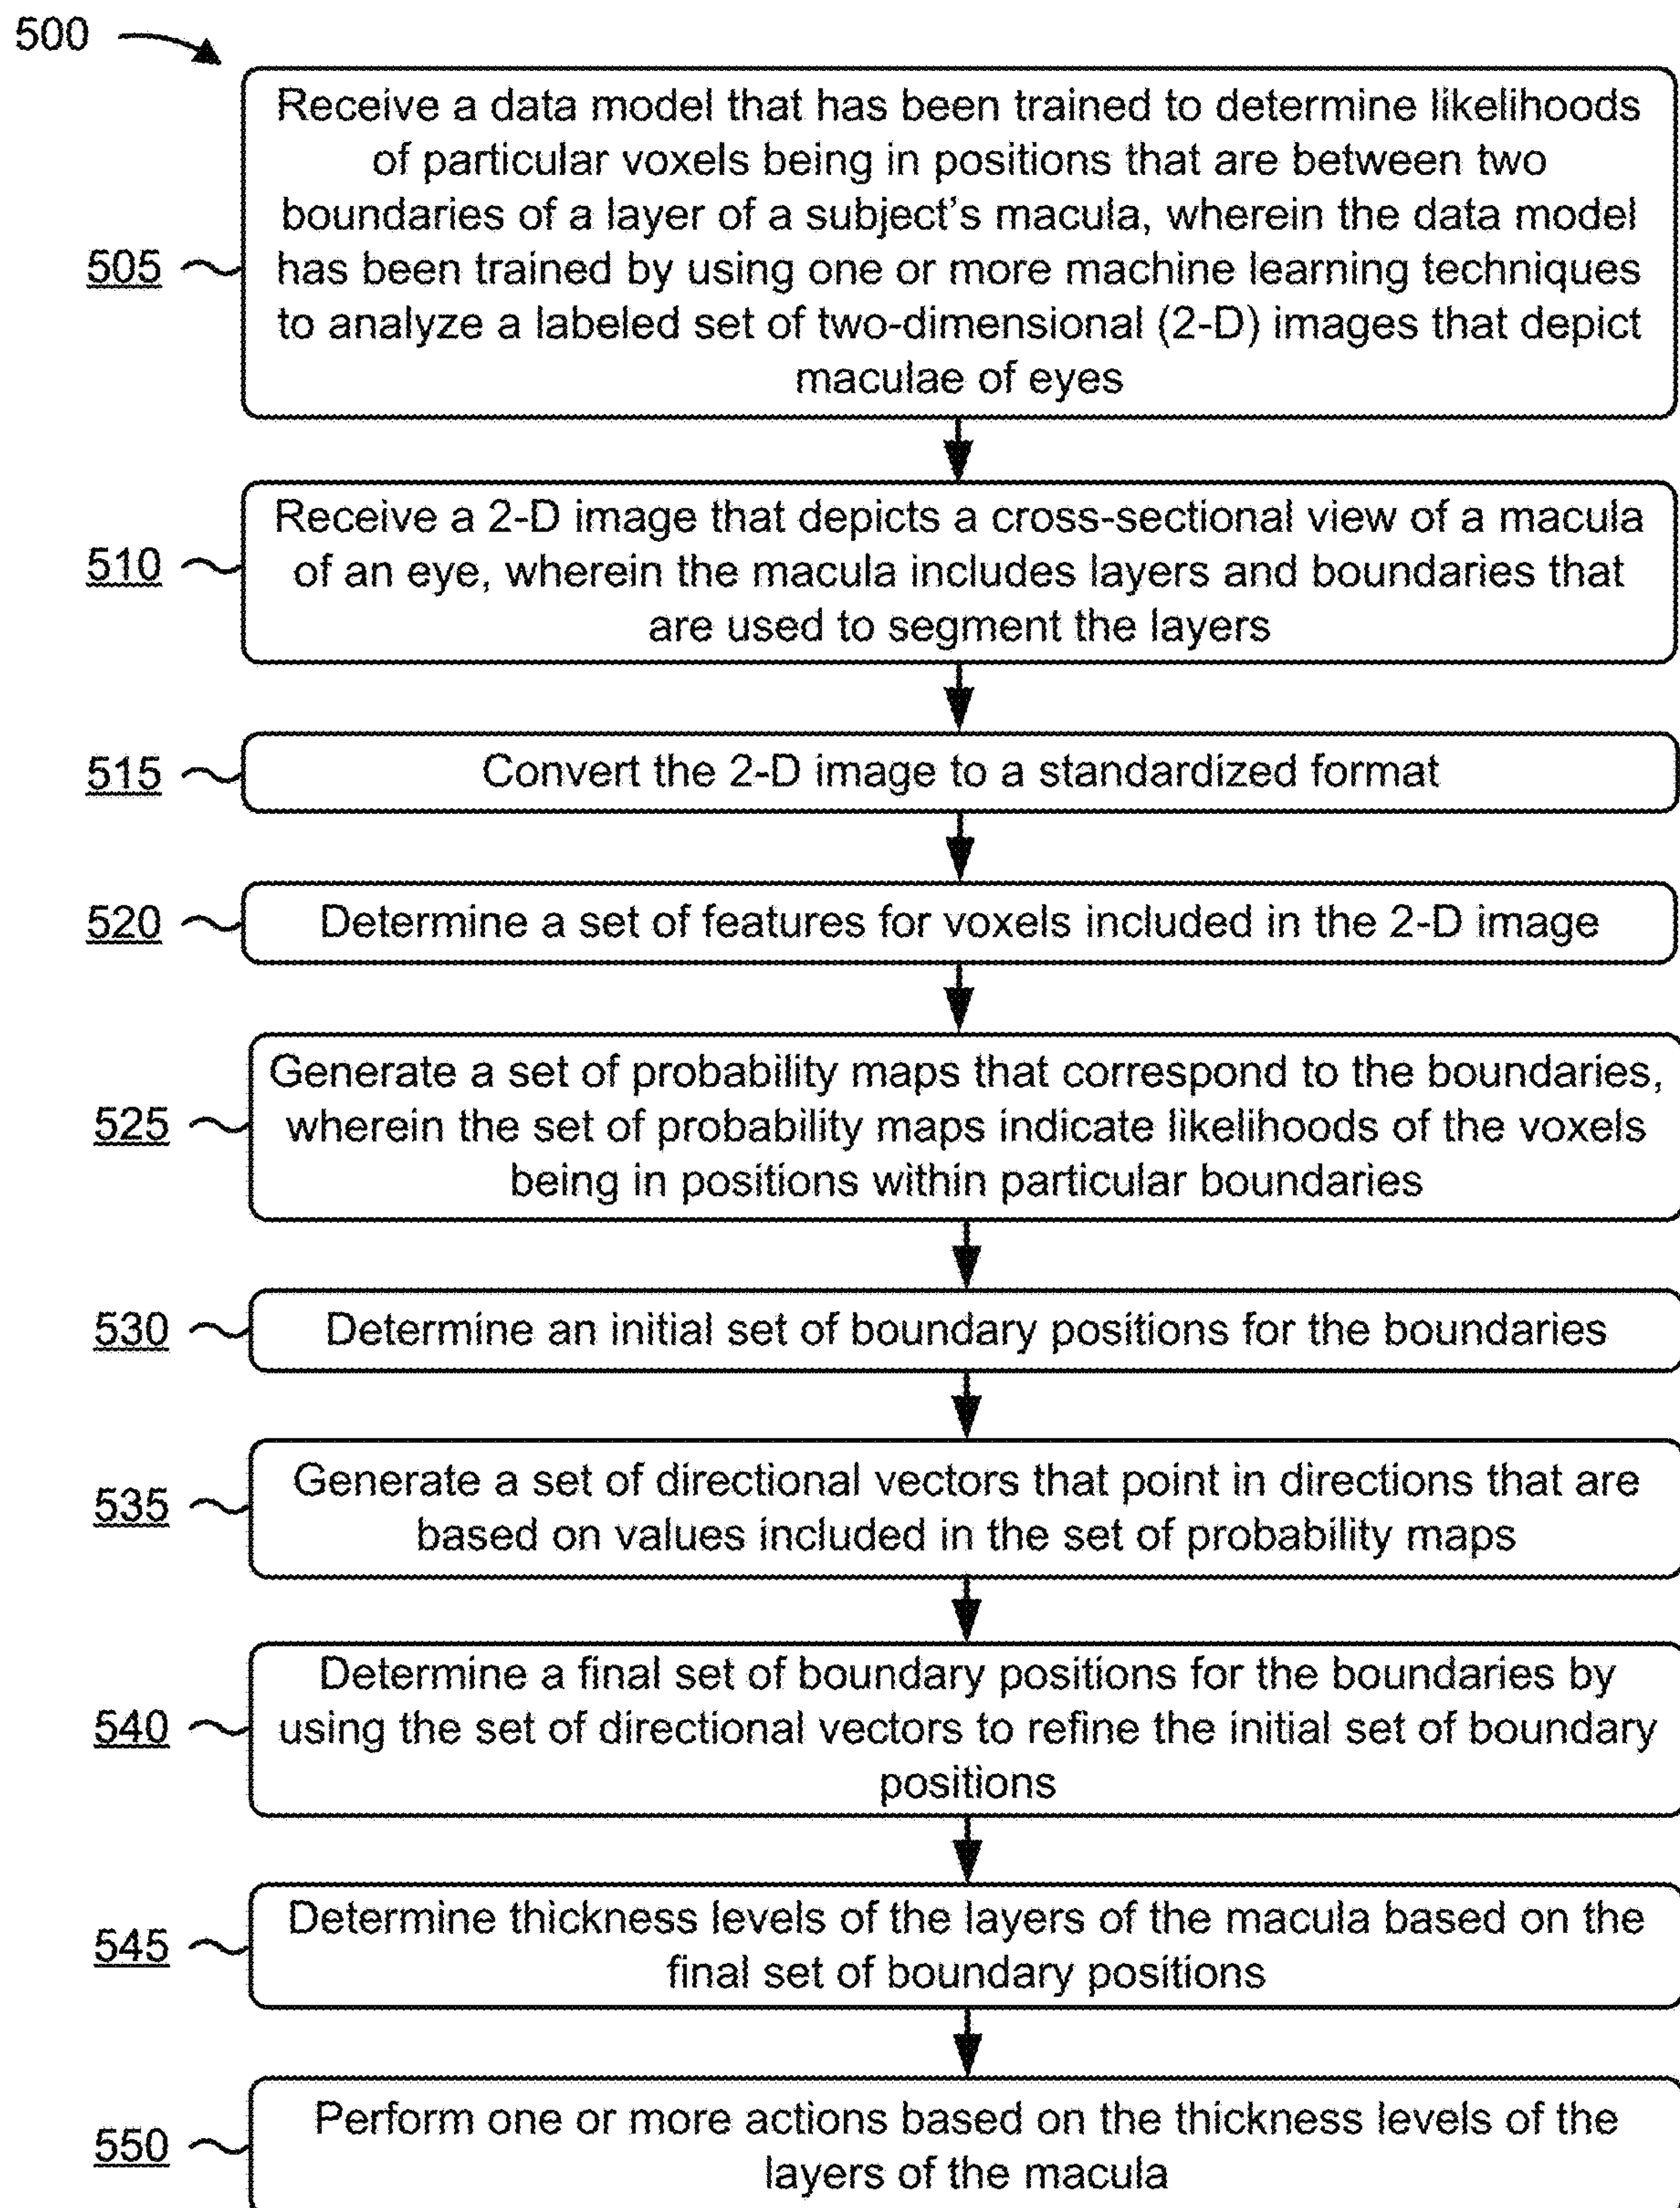 500
Receive a data model that has been trained to determine likelihoods
of particular voxels being in positions that are between two
boundaries of a layer of a subject's macula, wherein the data model
505
has been trained by using one or more machine learning techniques
to analyze a labeled set of two-dimensional (2-D) images that depict
maculae of eyes
Receive a 2-D image that depicts a cross-sectional view of a macula
510
of an eye, wherein the macula includes layers and boundaries that
are used to segment the layers
515
Convert the 2-D image to a standardized format
520
Determine a set of features for voxels included in the 2-D image
Generate a set of probability maps that correspond to the boundaries,
525
wherein the set of probability maps indicate likelihoods of the voxels
being in positions within particular boundaries
530
Determine an initial set of boundary positions for the boundaries
535
Generate a set of directional vectors that point in directions that are
based on values included in the set of probability maps
Determine a final set of boundary positions for the boundaries by
540
using the set of directional vectors to refine the initial set of boundary
positions
545
Determine thickness levels of the layers of the macula based on the
final set of boundary positions
550
Perform one or more actions based on the thickness levels of the
layers of the macula